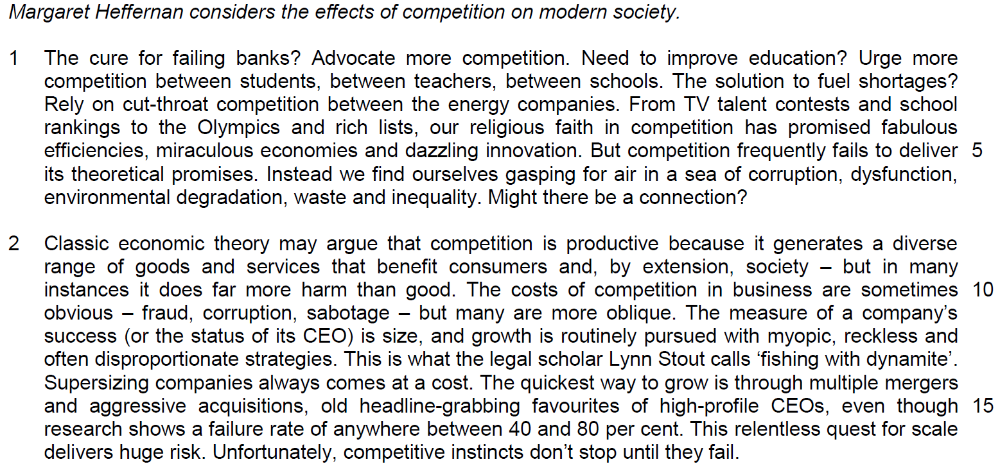 Margaret Heffernan considers the effects of competition on modern society.
1 The cure for failing banks? Advocate more competition. Need to improve education? Urge more
competition between students, between teachers, between schools. The solution to fuel shortages?
Rely on cut-throat competition between the energy companies. From TV talent contests and school
rankings to the Olympics and rich lists, our religious faith in competition has promised fabulous
efficiencies, miraculous economies and dazzling innovation. But competition frequently fails to deliver 5
its theoretical promises. Instead we find ourselves gasping for air in a sea of corruption, dysfunction,
environmental degradation, waste and inequality. Might there be a connection?
2 Classic economic theory may argue that competition is productive because it generates a diverse
range of goods and services that benefit consumers and, by extension, society – but in many
instances it does far more harm than good. The costs of competition in business are sometimes 10
obvious – fraud, corruption, sabotage – but many are more oblique. The measure of a company’s
success (or the status of its CEO) is size, and growth is routinely pursued with myopic, reckless and
often disproportionate strategies. This is what the legal scholar Lynn Stout calls ‘fishing with dynamite’.
Supersizing companies always comes at a cost. The quickest way to grow is through multiple mergers
and aggressive acquisitions, old headline-grabbing favourites of high-profile CEOs, even though 15
research shows a failure rate of anywhere between 40 and 80 per cent. This relentless quest for scale
delivers huge risk. Unfortunately, competitive instincts don’t stop until they fail.